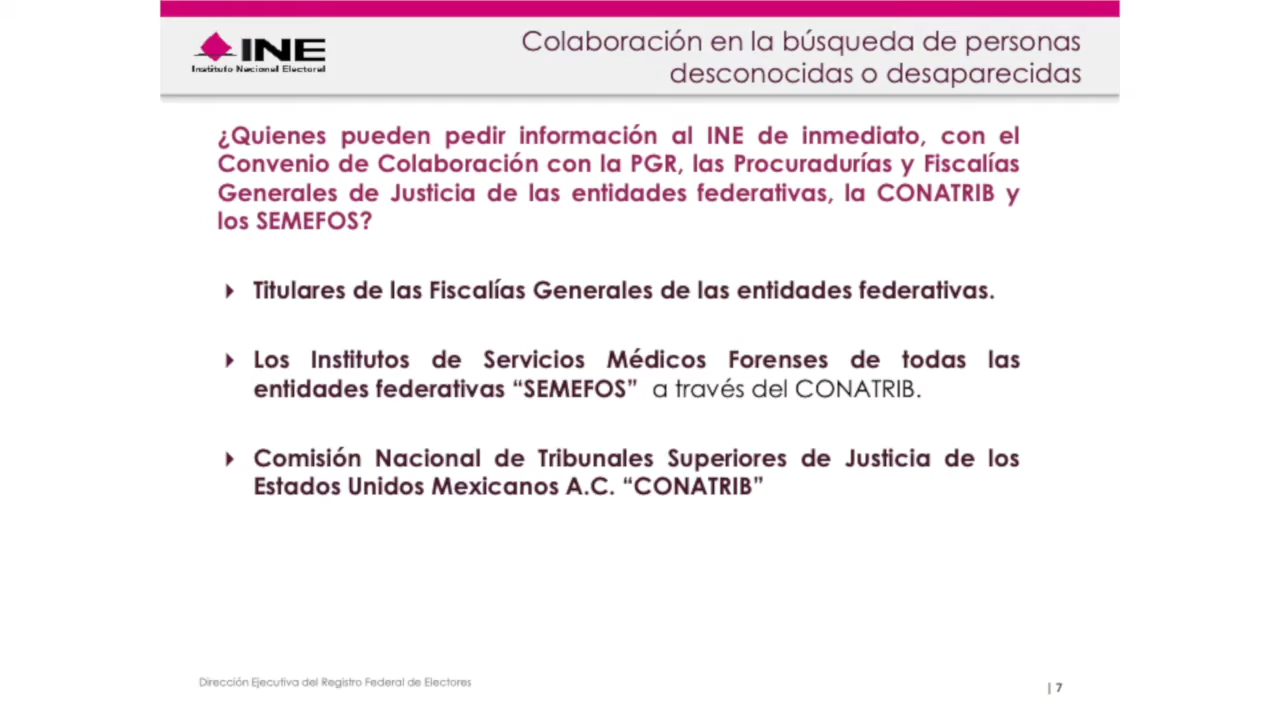 INE
Instituto Nacional Electoral
Colaboración en la búsqueda de personas
desconocidas o desaparecidas
¿Quienes pueden pedir información al INE de inmediato, con el
Convenio de Colaboración con la PGR, las Procuradurías y Fiscalías
Generales de Justicia de las entidades federativas, la CONATRIB y
los SEMEFOS?
Titulares de las Fiscalías Generales de las entidades federativas.
Los Institutos de Servicios Médicos Forenses de todas las
entidades federativas “SEMEFOS” a través del CONATRIB.
Comisión Nacional de Tribunales Superiores de Justicia de los
Estados Unidos Mexicanos A.C. “CONATRIB”
Dirección Ejecutiva del Registro Federal de Electores
| 7